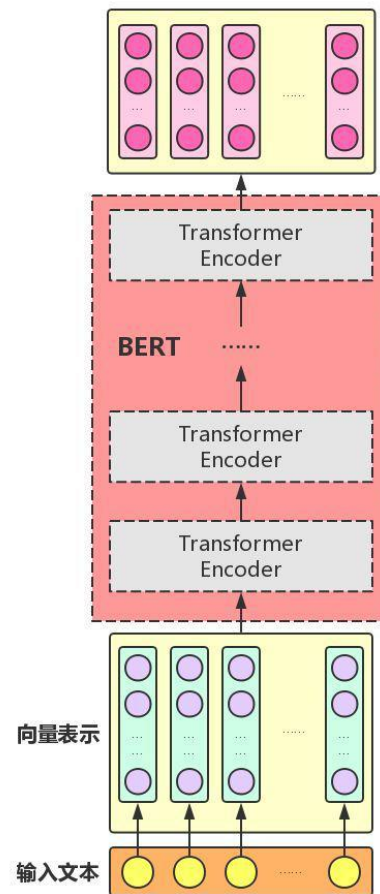 ... ... ... ...... ...
Transformer
Encoder
BERT ......
Transformer
Encoder
Transformer
Encoder
向量表示
... ... ... ...... ...
... ... ... ...
输入文本 ......